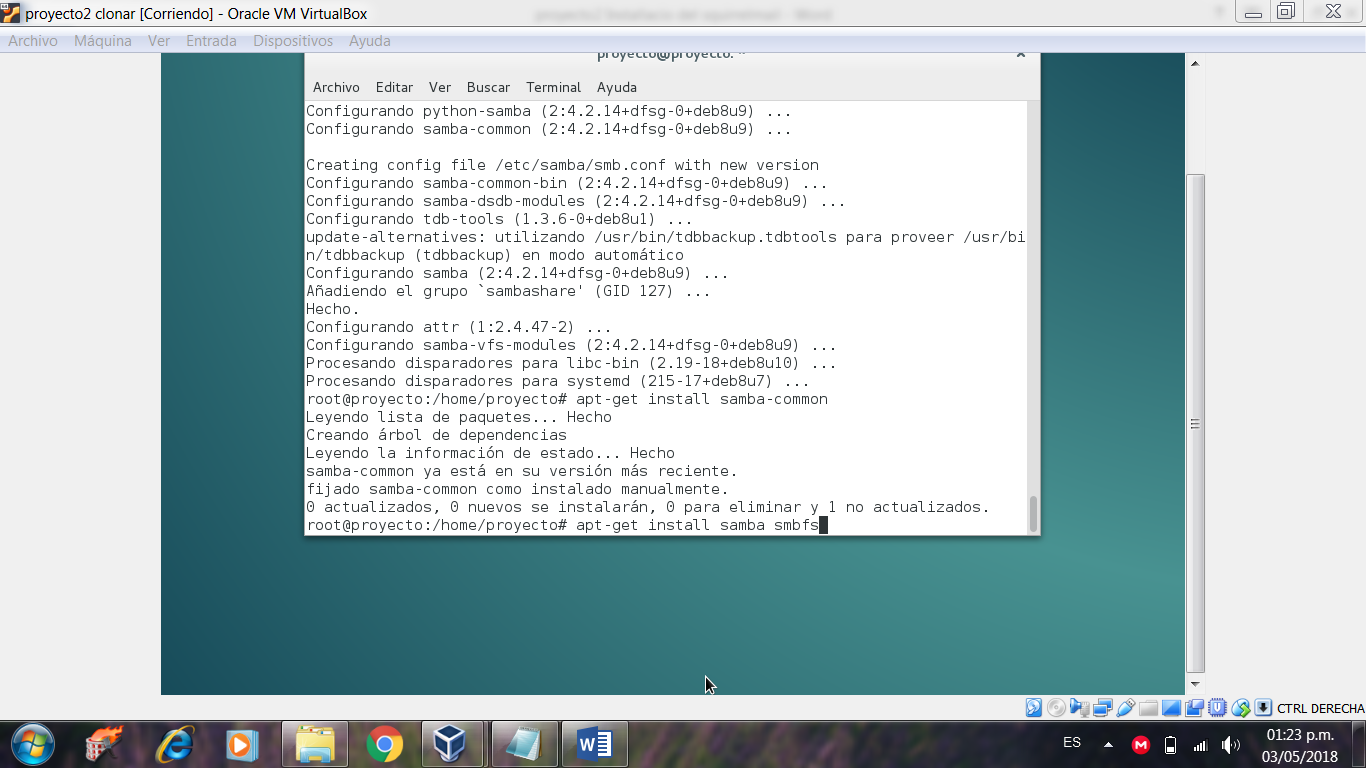 proyecto2 clonar [Corriendo] - Oracle VM VirtualBox
Archivo Máquina Ver Entrada Dispositivos Ayuda
proyecto@proyecto: ~
Archivo Editar Ver Buscar Terminal Ayuda
Configurando python-samba (2:4.2.14+dfsg-0+deb8u9) ...
Configurando samba-common (2:4.2.14+dfsg-0+deb8u9) ...
Creating config file /etc/samba/smb.conf with new version
Configurando samba-common-bin (2:4.2.14+dfsg-0+deb8u9) ...
Configurando samba-dsdb-modules (2:4.2.14+dfsg-0+deb8u9) ...
Configurando tdb-tools (1.3.6-0+deb8u1) ...
update-alternatives: utilizando /usr/bin/tdbbackup.tdbtools para proveer /usr/bi
n/tdbbackup (tdbbackup) en modo automático
Configurando samba (2:4.2.14+dfsg-0+deb8u9) ...
Añadiendo el grupo `sambashare' (GID 127) ...
Hecho.
Configurando attr (1:2.4.47-2) ...
Configurando samba-vfs-modules (2:4.2.14+dfsg-0+deb8u9) ...
Procesando disparadores para libc-bin (2.19-18+deb8u10) ...
Procesando disparadores para systemd (215-17+deb8u7) ...
root@proyecto:/home/proyecto# apt-get install samba-common
Leyendo lista de paquetes... Hecho
Creando árbol de dependencias
Leyendo la información de estado... Hecho
samba-common ya está en su versión más reciente.
fijado samba-common como instalado manualmente.
0 actualizados, 0 nuevos se instalarán, 0 para eliminar y 1 no actualizados.
root@proyecto:/home/proyecto# apt-get install samba smbfs
CTRL DERECHA
ES
01:23 p.m.
03/05/2018